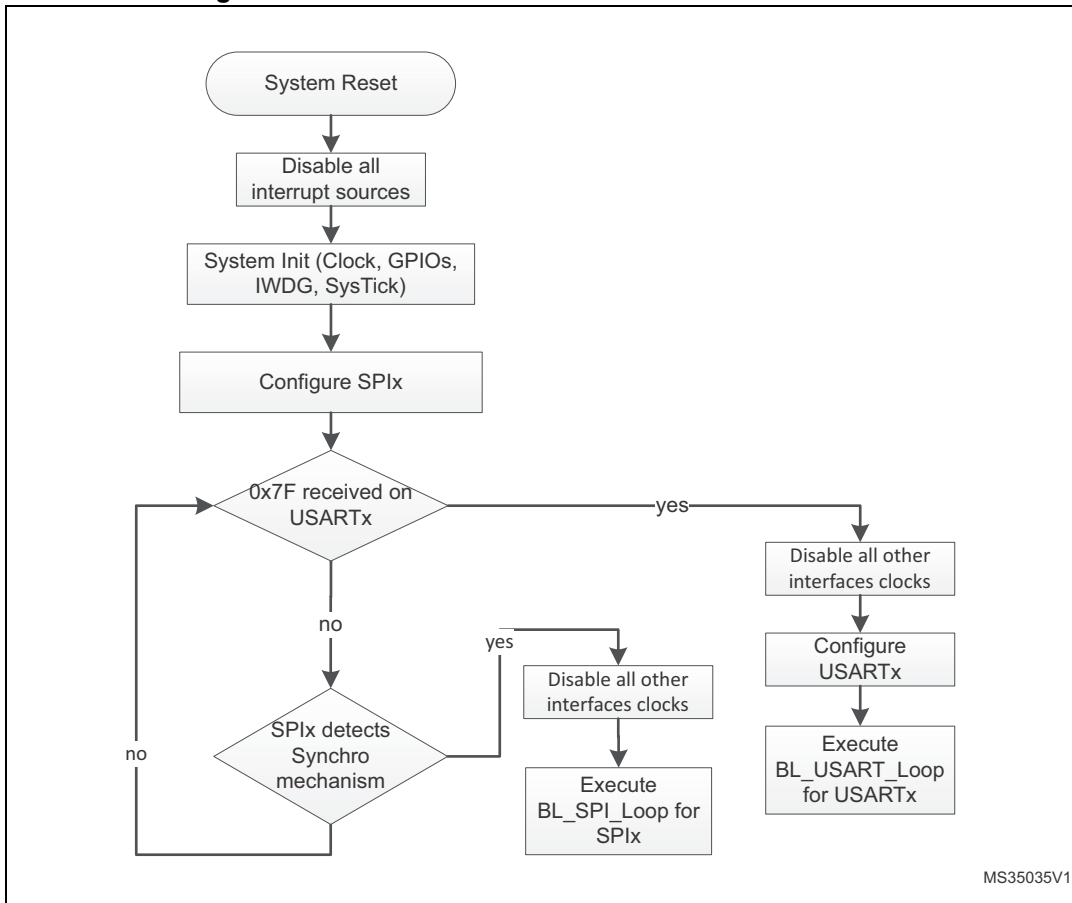 System Reset
Disable all
interrupt sources
System Init (Clock, GPIOs,
IWDG, SysTick)
Configure SPIx
0x7F received on
USARTx
yes
Disable all other
interfaces clocks
Configure
USARTx
Execute
BL_USART_Loop
for USARTx
no
yes
Disable all other
interfaces clocks
SPIx detects
Synchro
mechanism
Execute
BL_SPI_Loop for
SPIx
no
MS35035V1